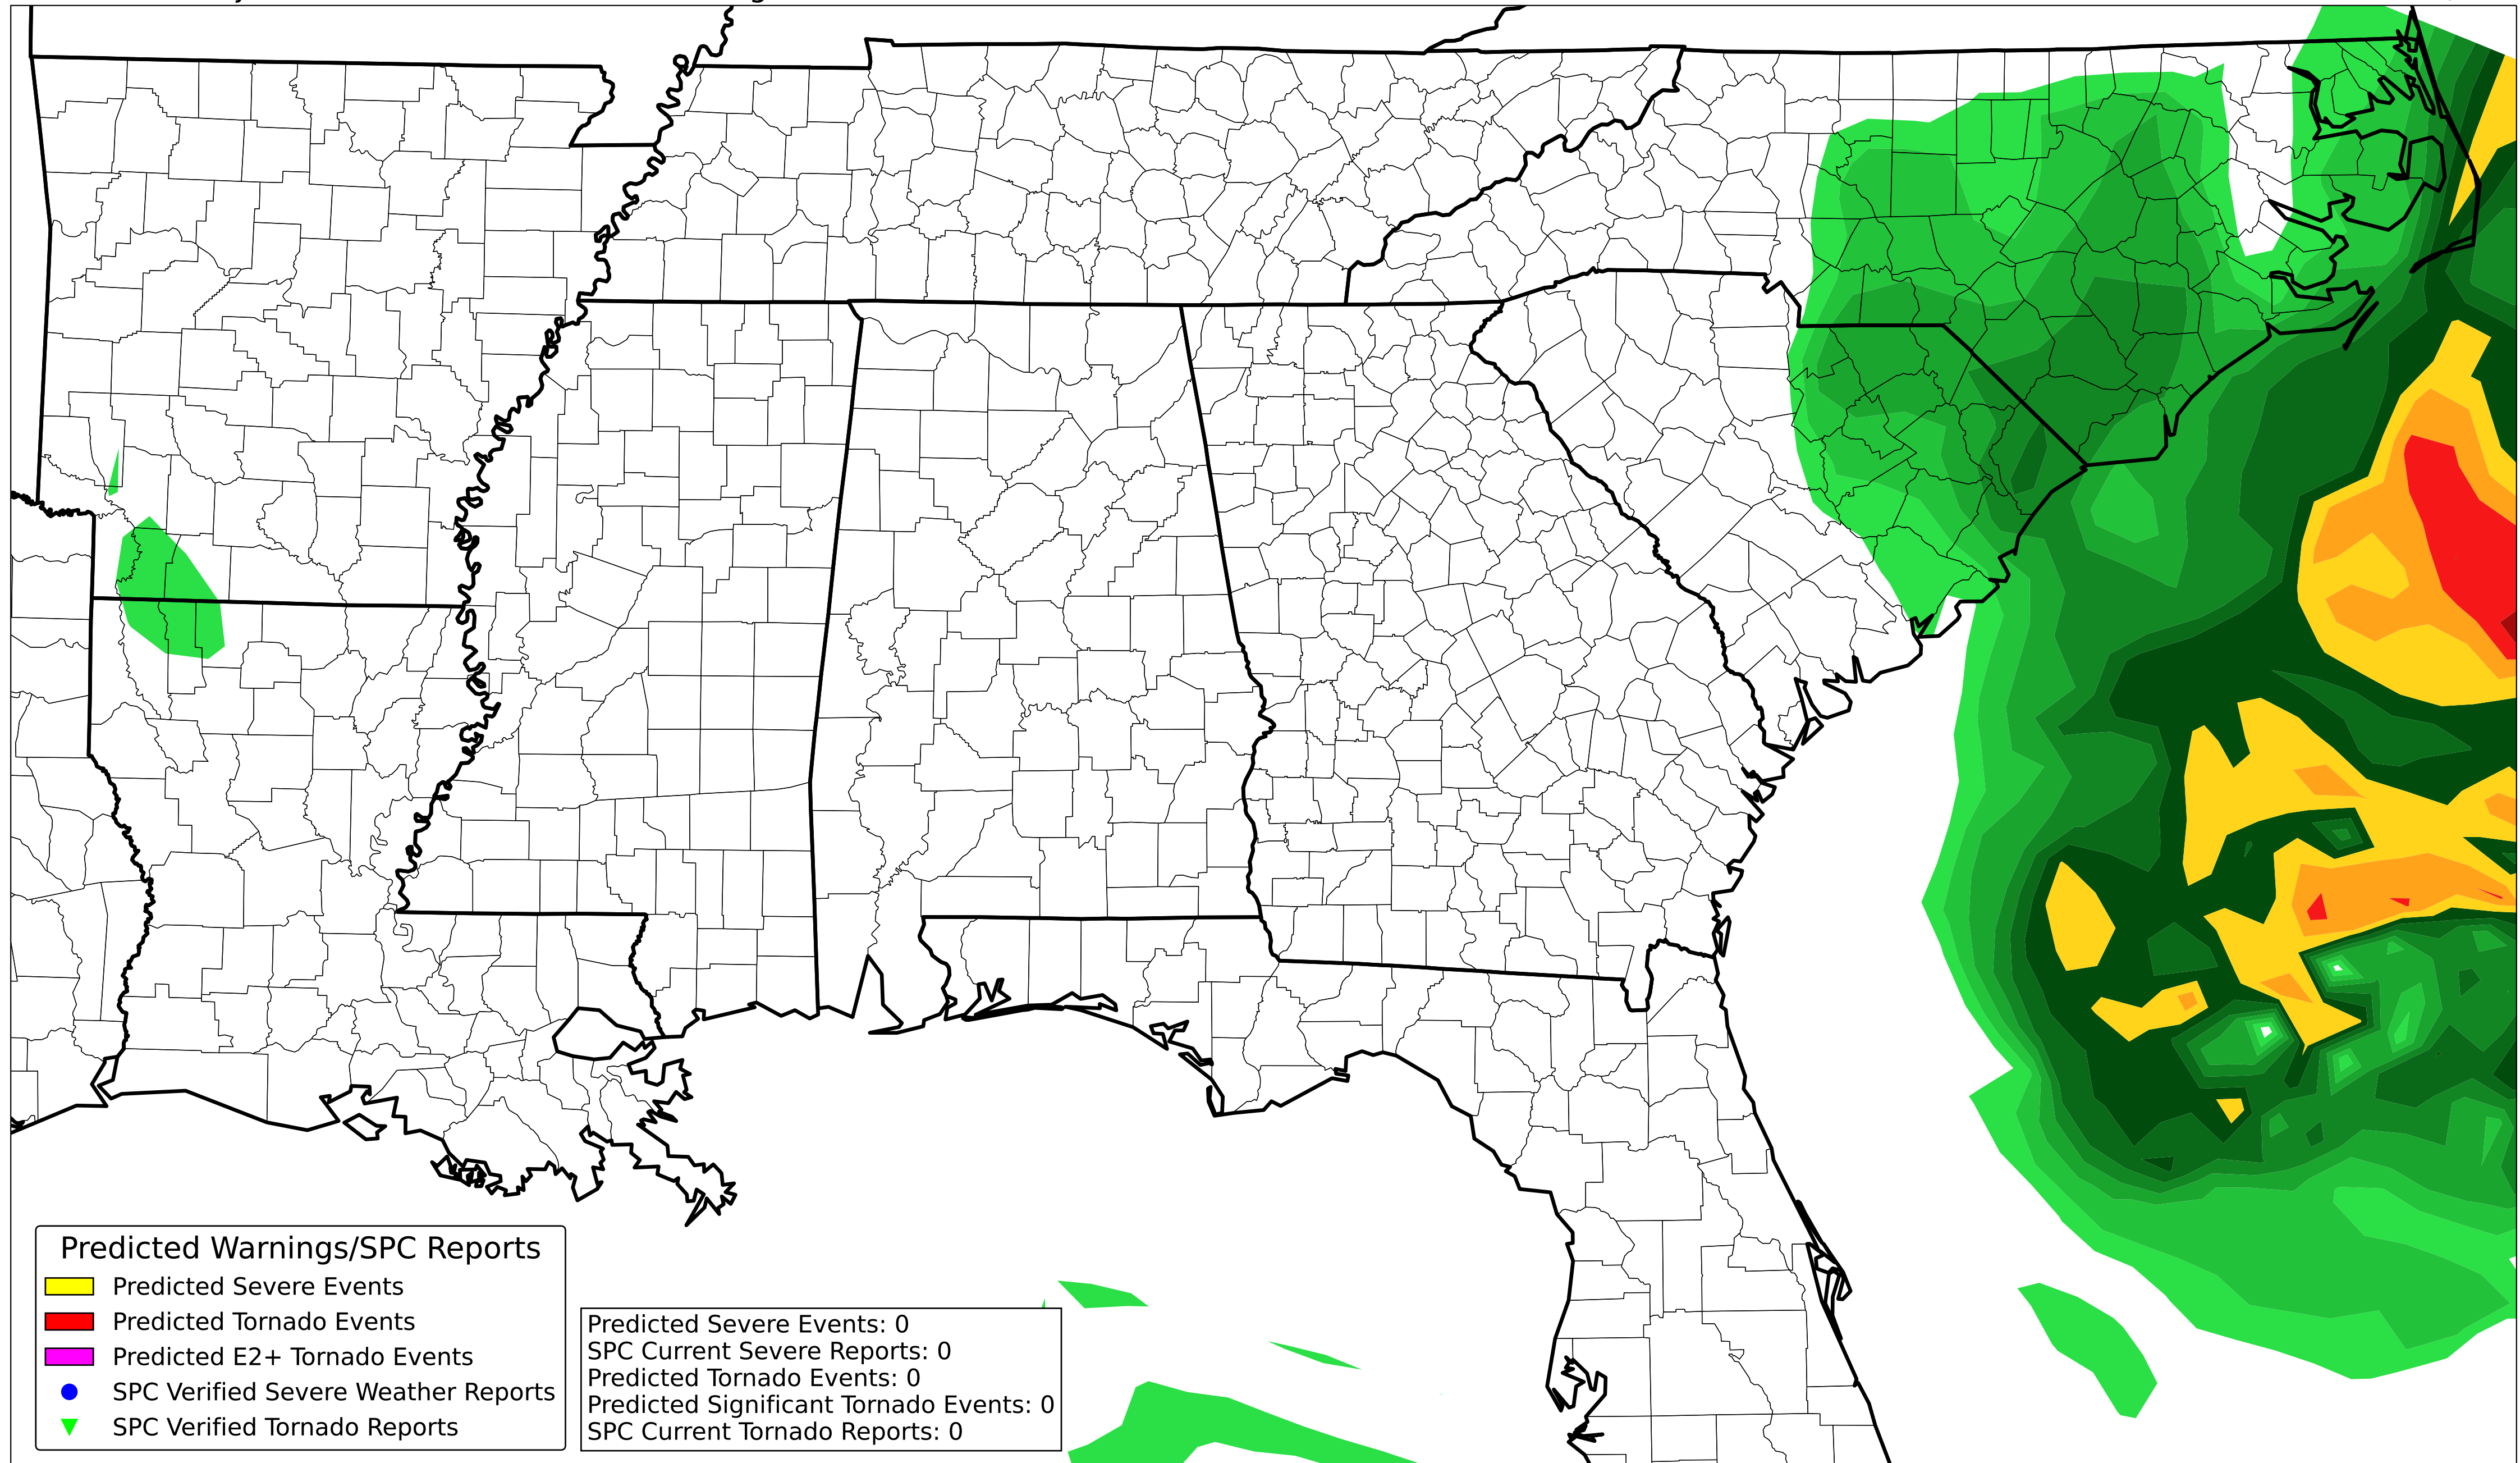 Predicted Warnings/SPC Reports
Predicted Severe Events
Predicted Tornado Events
Predicted E2+ Tornado Events
SPC Verified Severe Weather Reports
SPC Verified Tornado Reports
Predicted Severe Events: 0
SPC Current Severe Reports: 0
Predicted Tornado Events: 0
Predicted Significant Tornado Events: 0
SPC Current Tornado Reports: 0